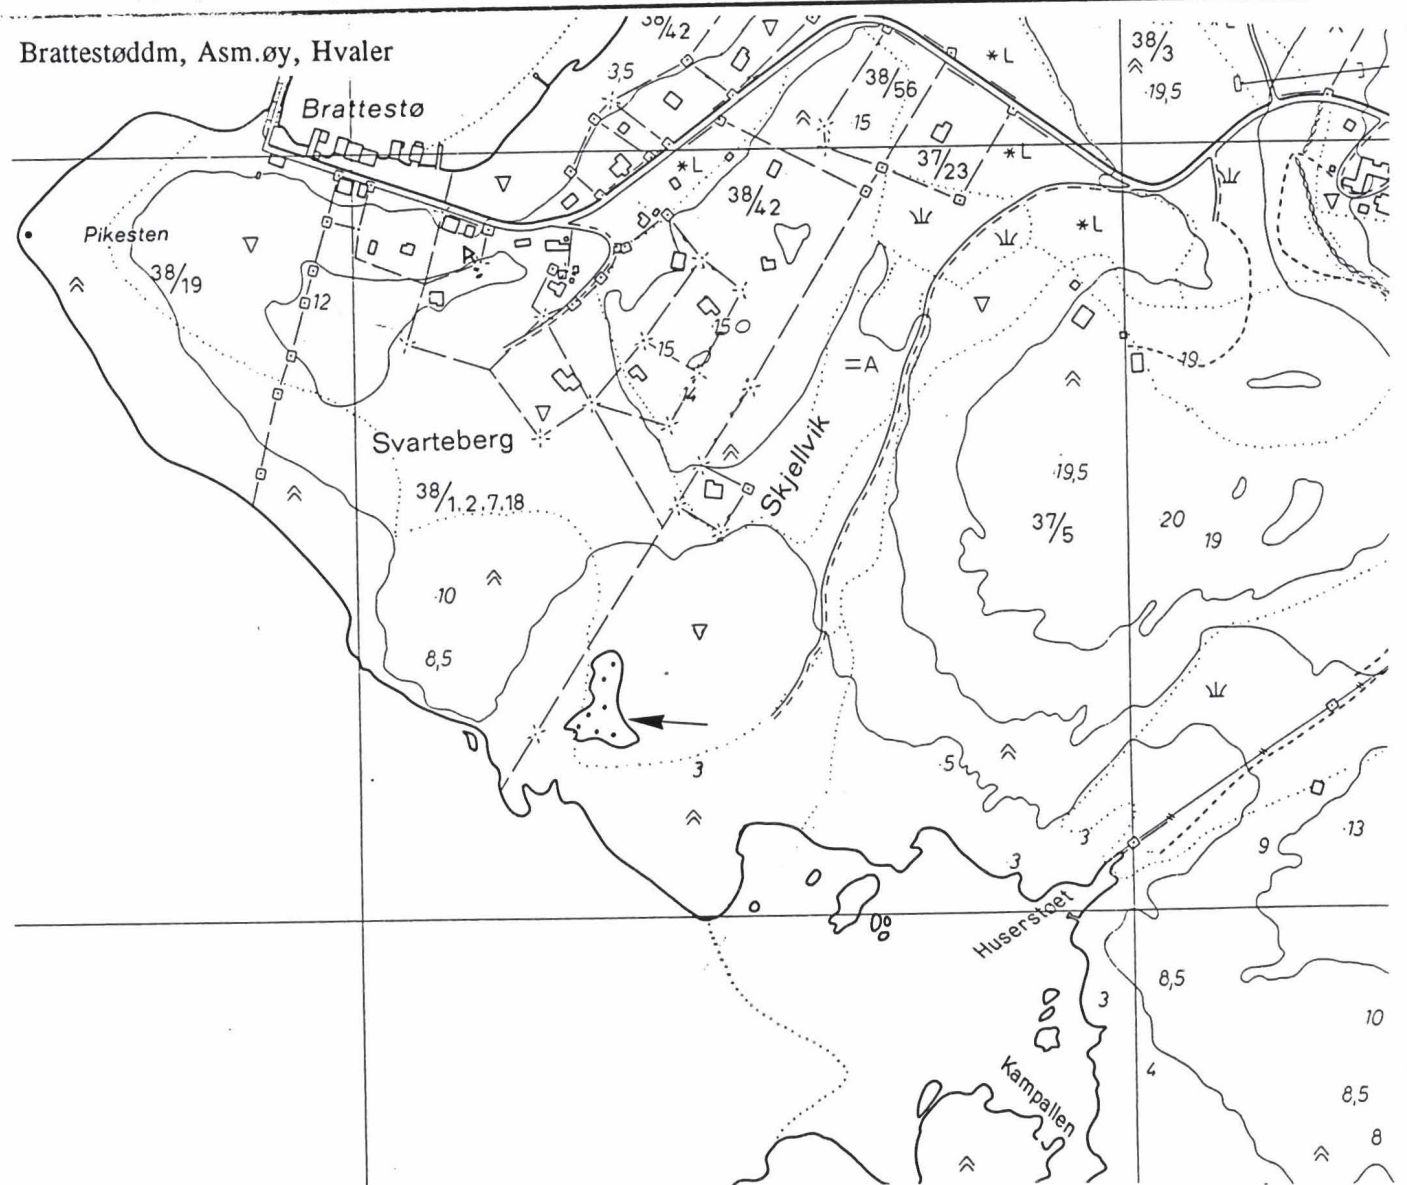 Brattestøddm, Asm.øy, Hvaler
38/42
38/3
*L
3,5
38/56
19,5
Brattestø
15
*L
37/23
*L
38/42
*L
Pikesten
38/19
12
R
15
15
=A
19
14
Svarteberg
Skjellvik
19,5
38/1.2.7.18
37/5
20
19
10
8,5
3
5
3
13
9
3
Huserstoet
8,5
3
10
Kampallen
4
8,5
8